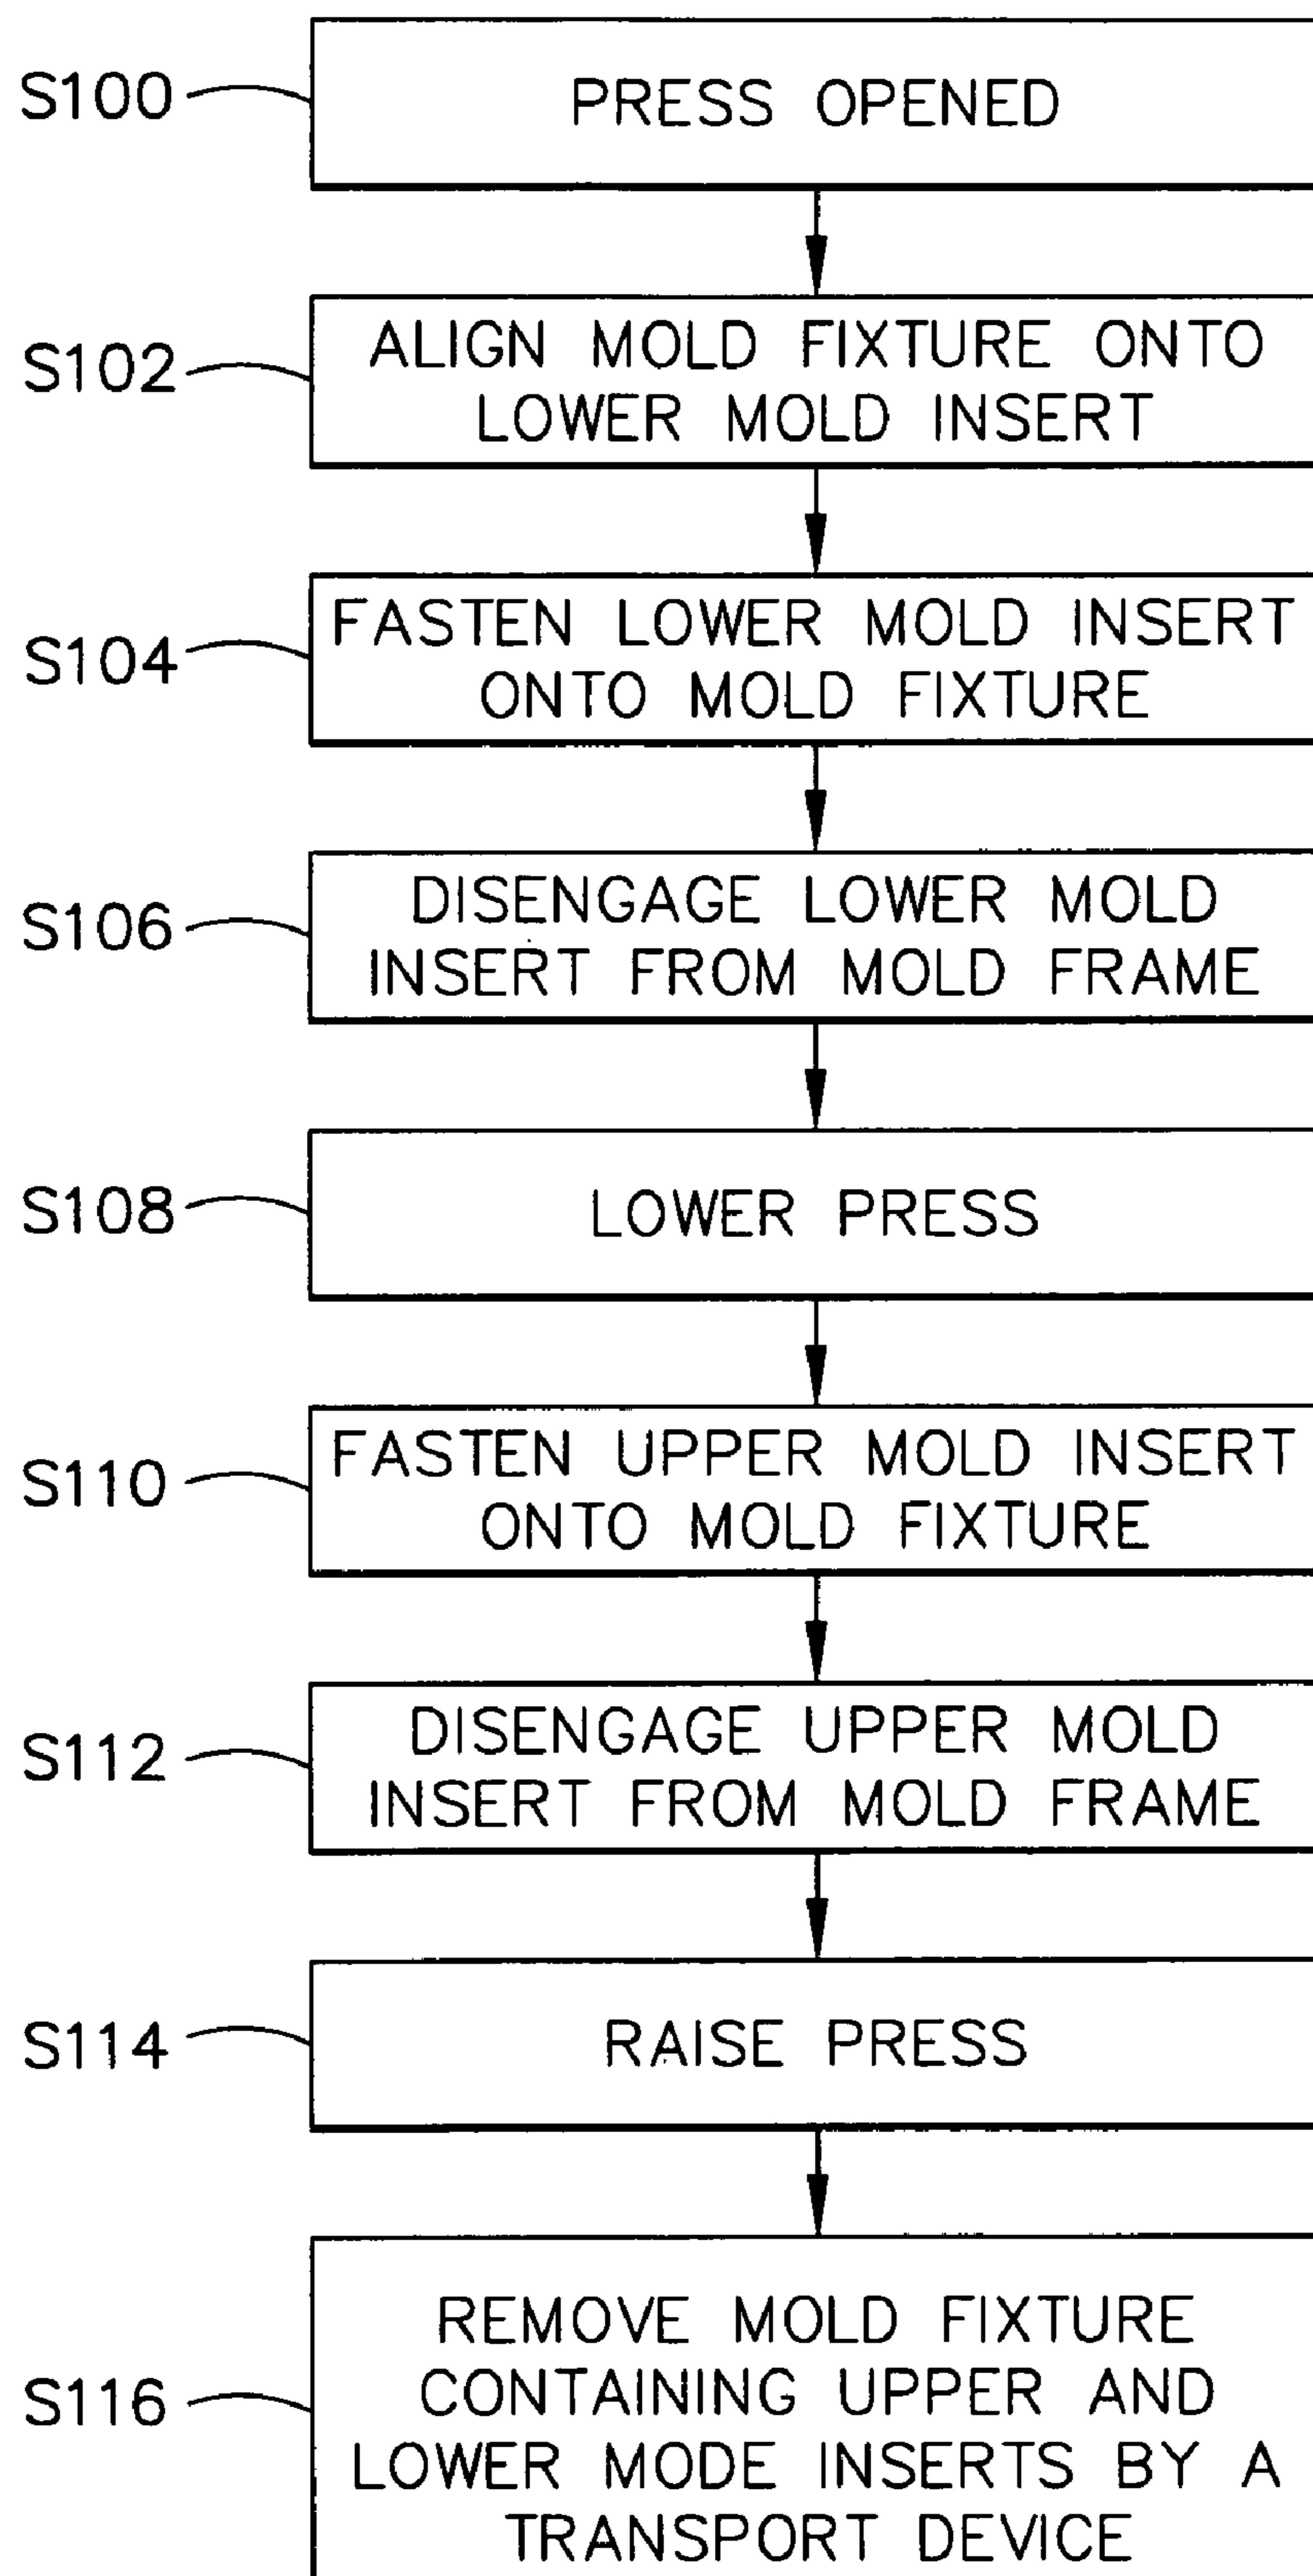 S100
PRESS OPENED
S102
ALIGN MOLD FIXTURE ONTO
LOWER MOLD INSERT
S104
FASTEN LOWER MOLD INSERT
ONTO MOLD FIXTURE
S106
DISENGAGE LOWER MOLD
INSERT FROM MOLD FRAME
S108
LOWER PRESS
S110
FASTEN UPPER MOLD INSERT
ONTO MOLD FIXTURE
S112
DISENGAGE UPPER MOLD
INSERT FROM MOLD FRAME
S114
RAISE PRESS
S116
REMOVE MOLD FIXTURE
CONTAINING UPPER AND
LOWER MODE INSERTS BY A
TRANSPORT DEVICE